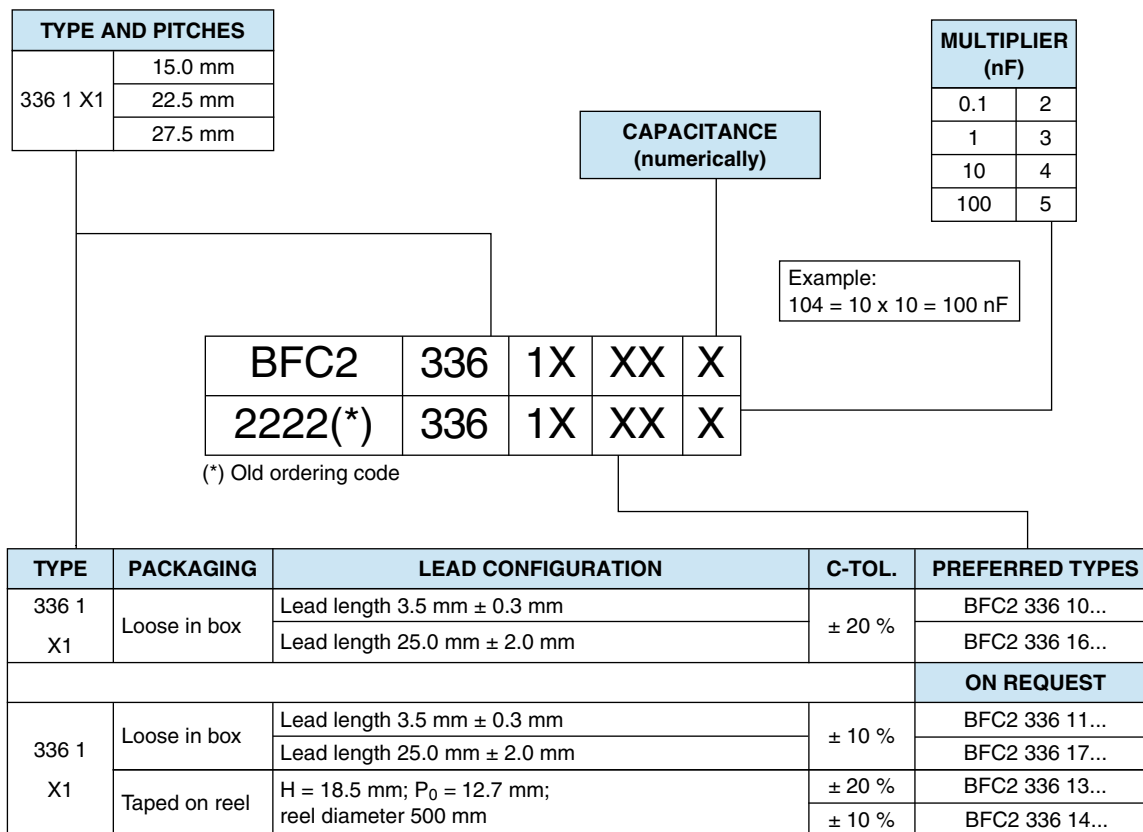 TYPE AND PITCHES
336 1 X1
15.0 mm
22.5 mm
27.5 mm
CAPACITANCE
(numerically)
MULTIPLIER
(nF)
0.1 2
1 3
10 4
100 5
Example:
104 = 10 x 10 = 100 nF
BFC2 336 1X XX X
2222(*) 336 1X XX X
(*) Old ordering code
TYPE PACKAGING LEAD CONFIGURATION C-TOL. PREFERRED TYPES
336 1
X1
Loose in box
Lead length 3.5 mm ± 0.3 mm
Lead length 25.0 mm ± 2.0 mm
± 20 %
BFC2 336 10...
BFC2 336 16...
ON REQUEST
336 1
X1
Loose in box
Lead length 3.5 mm ± 0.3 mm
Lead length 25.0 mm ± 2.0 mm
± 10 %
BFC2 336 11...
BFC2 336 17...
Taped on reel
H = 18.5 mm; P0 = 12.7 mm;
reel diameter 500 mm
± 20 %
BFC2 336 13...
± 10 %
BFC2 336 14...